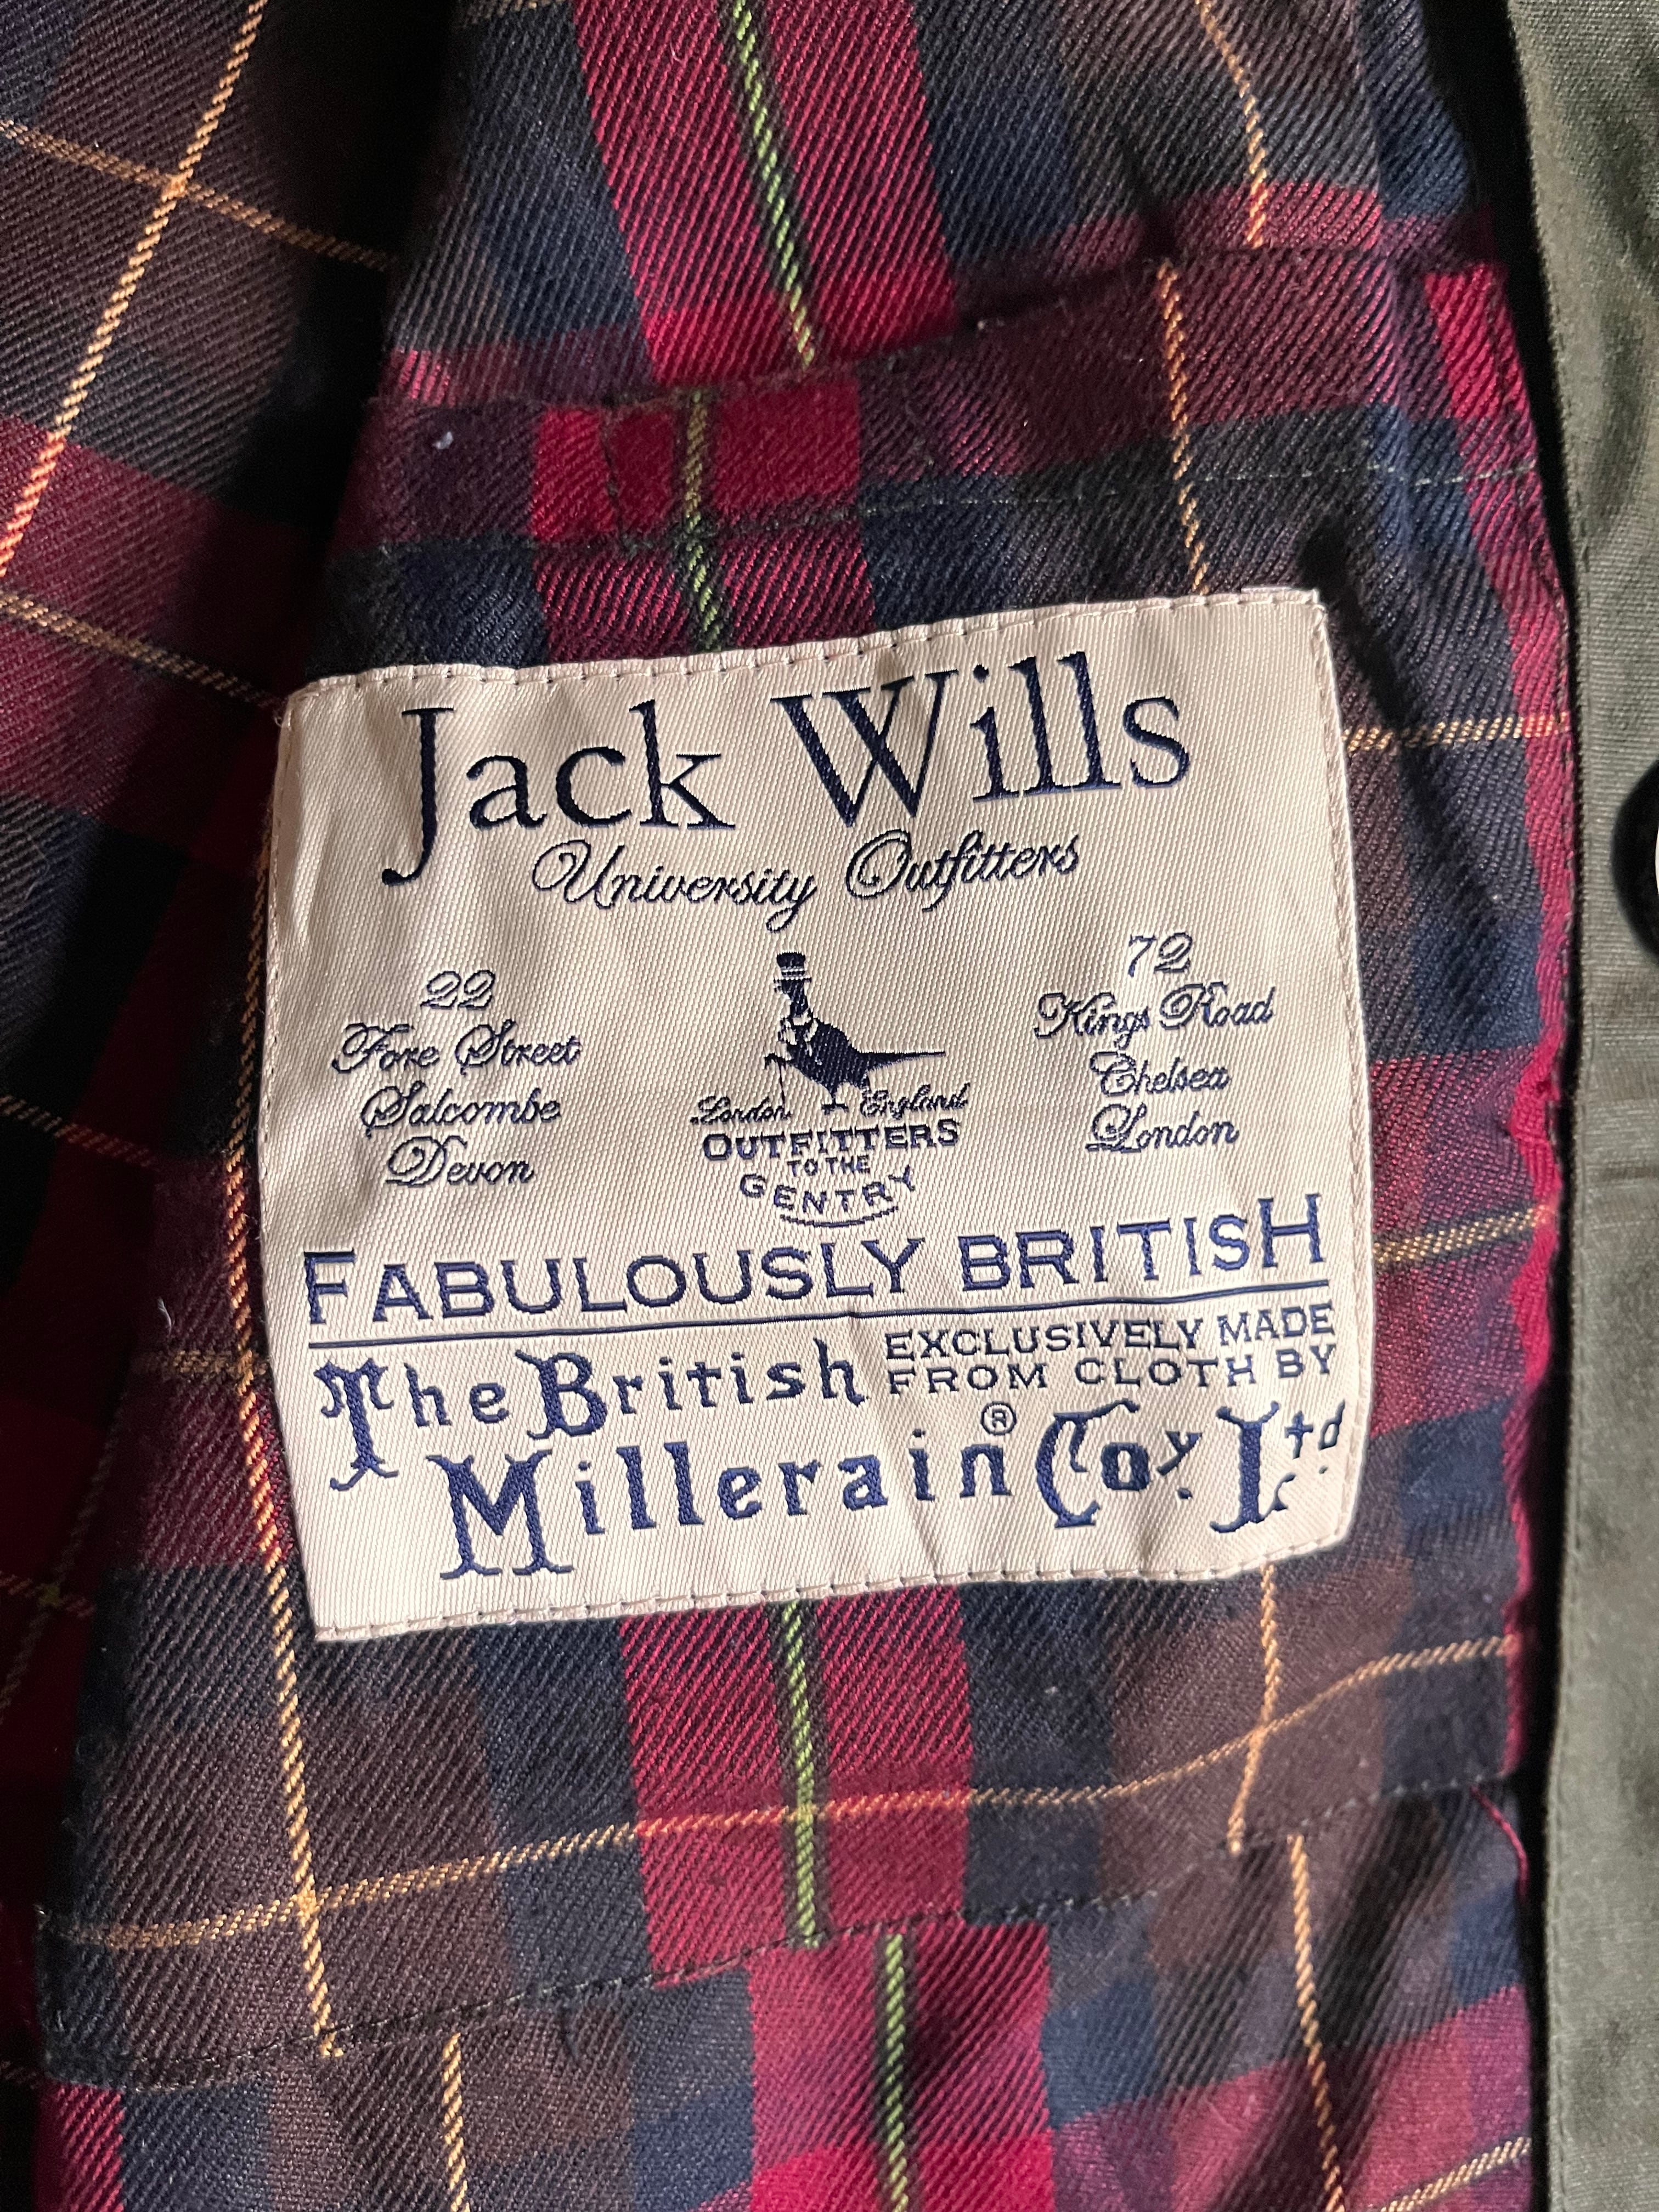 Jack Wills
University Outfitters
22
Fore Street
Salcombe
Devon
London England
OUTFITTERS
TO THE
GENTRY
72
Kings Road
Chelsea
London
FABULOUSLY BRITISH
EXCLUSIVELY MADE
FROM CLOTH BY
The British
Millerain® Coy. Ltd.